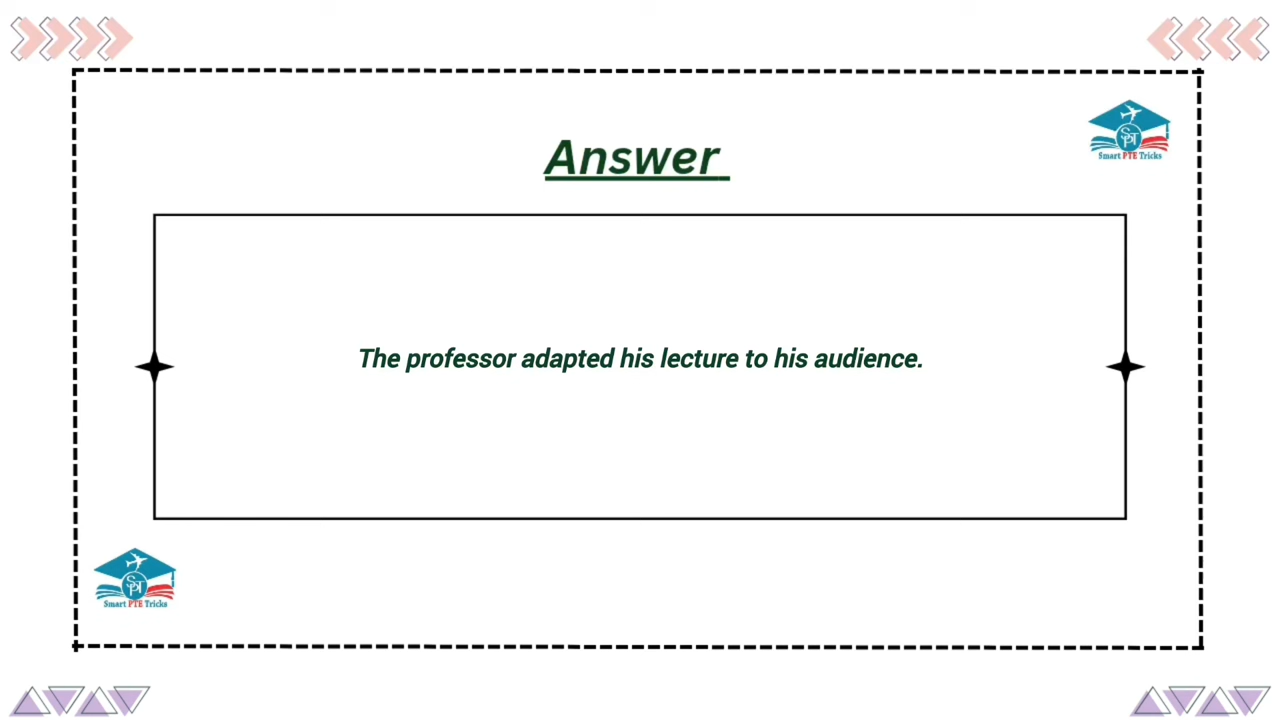 Smart PTE Tricks
Answer
The professor adapted his lecture to his audience.
Smart PTE Tricks